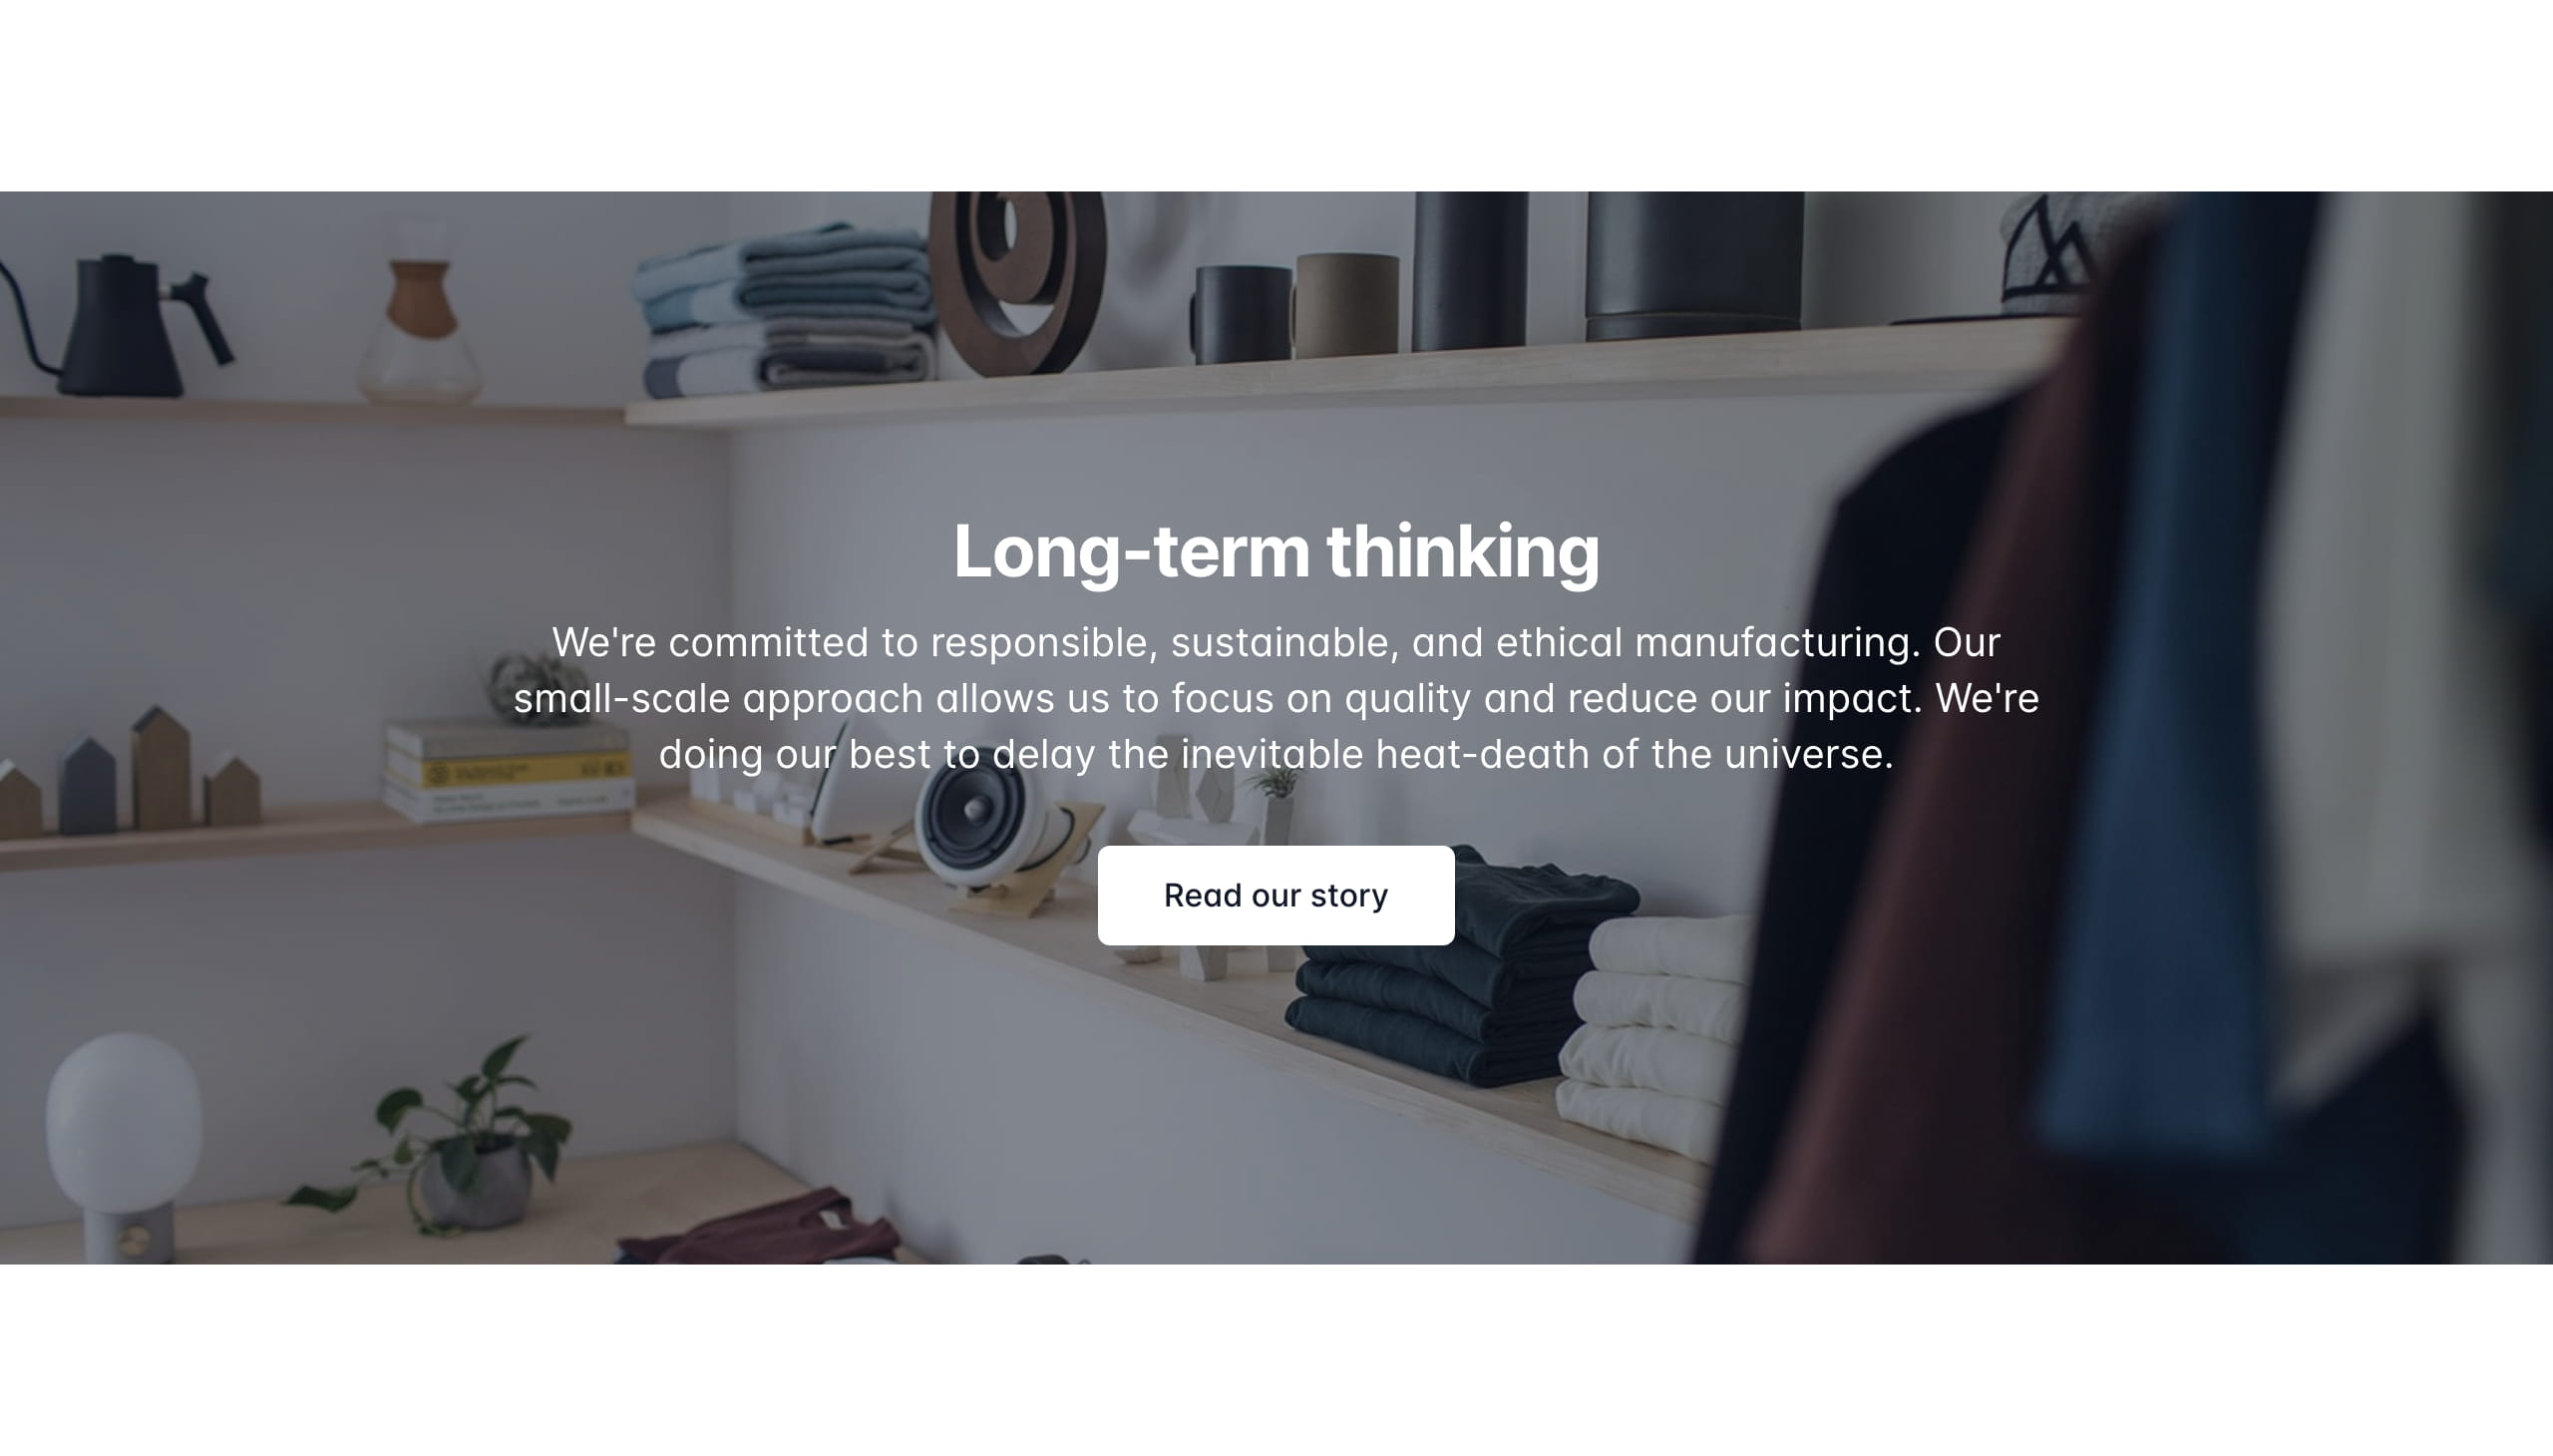 Long-term thinking
We're committed to responsible, sustainable, and ethical manufacturing. Our
small-scale approach allows us to focus on quality and reduce our impact. We're
doing our best to delay the inevitable heat-death of the universe.
Read our story